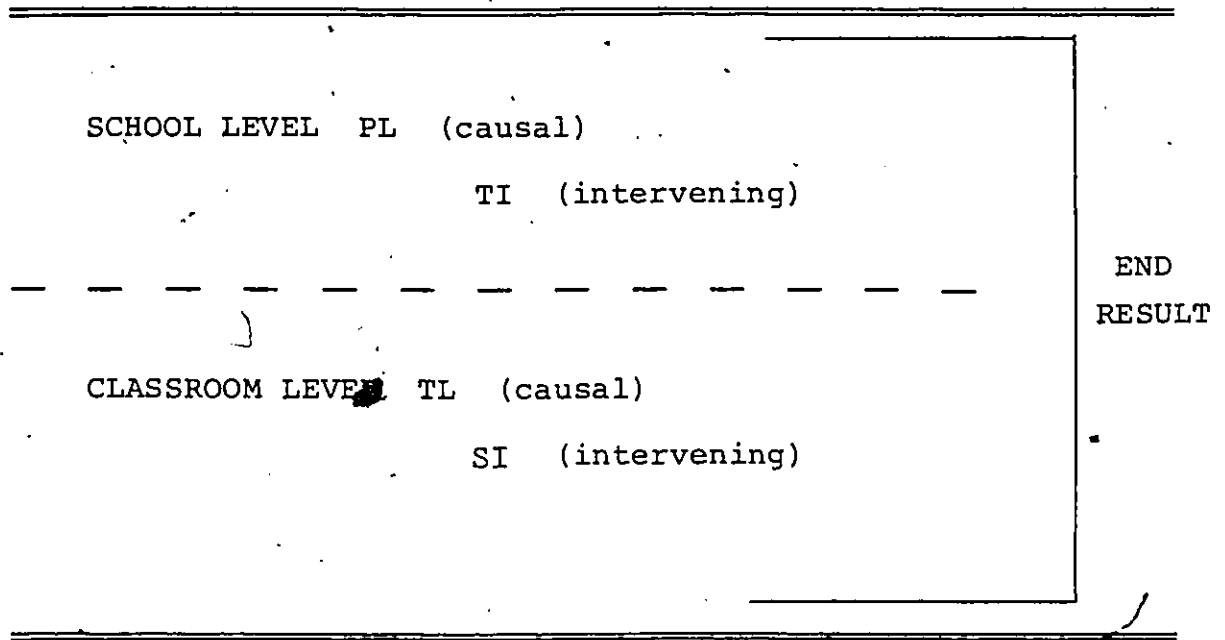 SCHOOL LEVEL PL (causal)
TI (intervening)
END
RESULT
CLASSROOM LEVEL TL (causal)
SI (intervening)